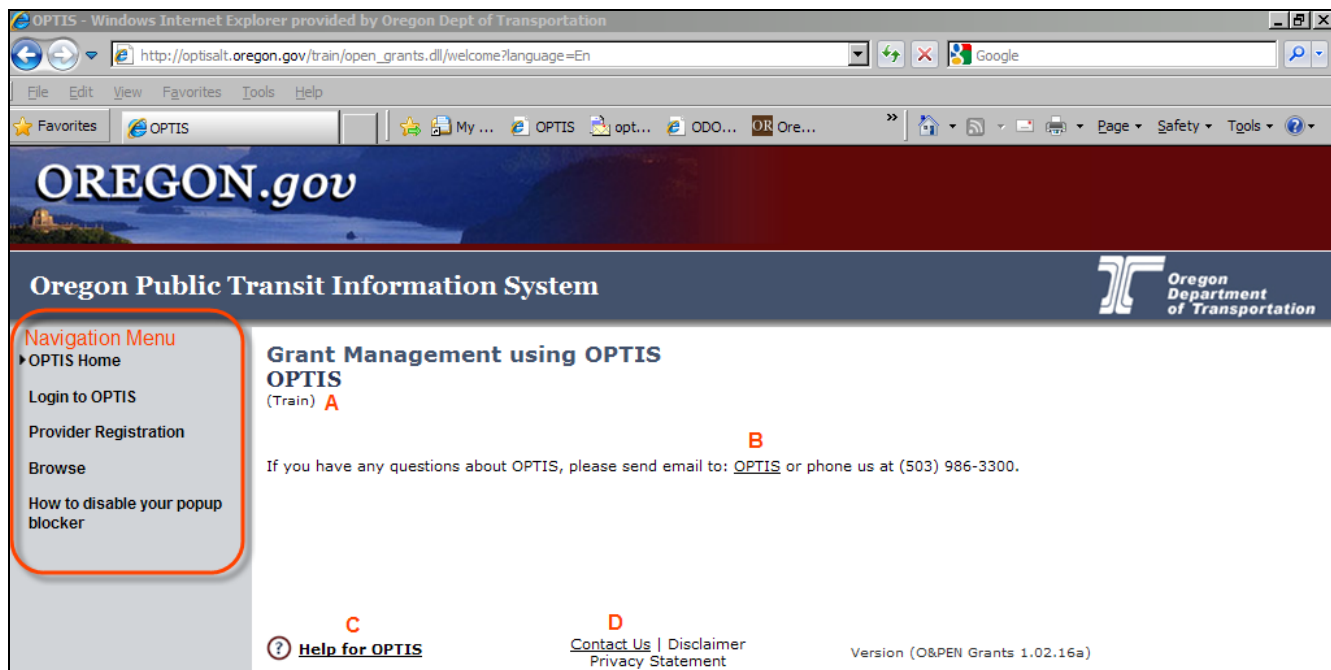 OPTIS - Windows Internet Explorer provided by Oregon Dept of Transportation
http://optisalt.oregon.gov/train/open_grants.dll/welcome?language=En
Google
File Edit View Favorites Tools Help
Favorites OPTIS My ... OPTIS opt... ODO... OR Ore... » Page Safety Tools
OREGON.gov
Oregon Public Transit Information System
Oregon
Department
of Transportation
Navigation Menu
OPTIS Home
Login to OPTIS
Provider Registration
Browse
How to disable your popup
blocker
Grant Management using OPTIS
OPTIS
(Train) A
B
If you have any questions about OPTIS, please send email to: OPTIS or phone us at (503) 986-3300.
C
? Help for OPTIS
D
Contact Us | Disclaimer
Privacy Statement
Version (O&PEN Grants 1.02.16a)